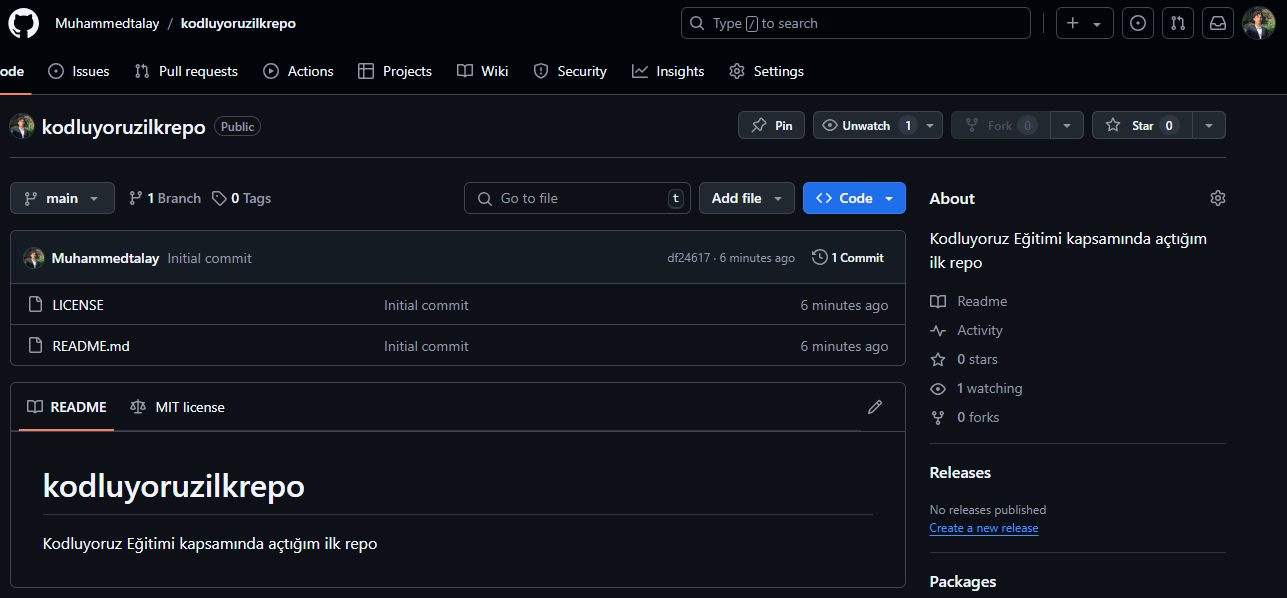 Muhammedtalay / kodluyoruzilkrepo
Type / to search
ode Issues Pull requests Actions Projects Wiki Security Insights Settings
kodluyoruzilkrepo Public
Pin Unwatch 1 Fork 0 Star 0
main 1 Branch 0 Tags Go to file t Add file Code
Muhammedtalay Initial commit df24617 · 6 minutes ago 1 Commit
LICENSE Initial commit 6 minutes ago
README.md Initial commit 6 minutes ago
README MIT license
kodluyoruzilkrepo
Kodluyoruz Eğitimi kapsamında açtığım ilk repo
About
Kodluyoruz Eğitimi kapsamında açtığım
ilk repo
Readme
Activity
0 stars
1 watching
0 forks
Releases
No releases published
Create a new release
Packages